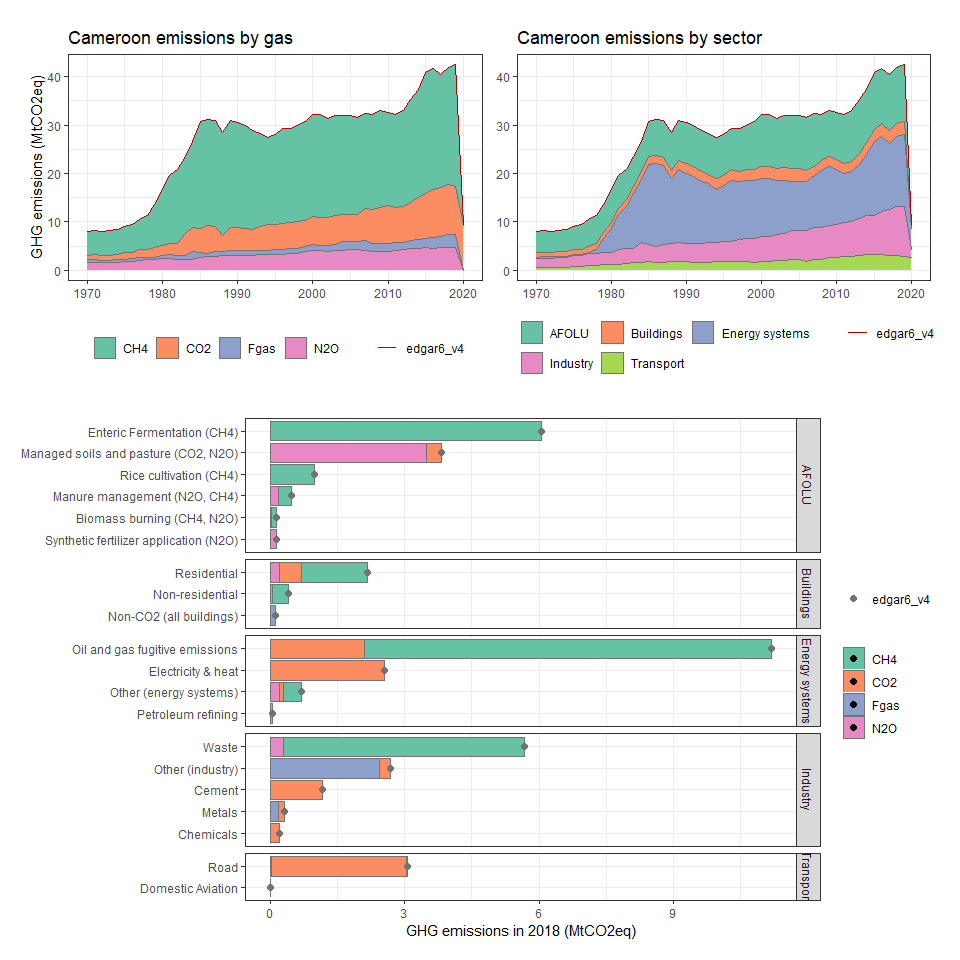 Cameroon emissions by gas
Cameroon emissions by sector
GHG emissions (MtCO2eq)
40
30
20
10
0
1970 1980 1990 2000 2010 2020
40
30
20
10
0
1970 1980 1990 2000 2010 2020
CH4 CO2 Fgas N2O edgar6_v4
AFOLU Buildings Energy systems edgar6_v4
Industry Transport
Enteric Fermentation (CH4)
Managed soils and pasture (CO2, N2O)
Rice cultivation (CH4)
Manure management (N2O, CH4)
Biomass burning (CH4, N2O)
Synthetic fertilizer application (N2O)
AFOLU
Residential
Non-residential
Non-CO2 (all buildings)
Buildings
Oil and gas fugitive emissions
Electricity & heat
Other (energy systems)
Petroleum refining
Energy systems
Waste
Other (industry)
Cement
Metals
Chemicals
Industry
Road
Domestic Aviation
Transpor
0 3 6 9
GHG emissions in 2018 (MtCO2eq)
edgar6_v4
CH4
CO2
Fgas
N2O